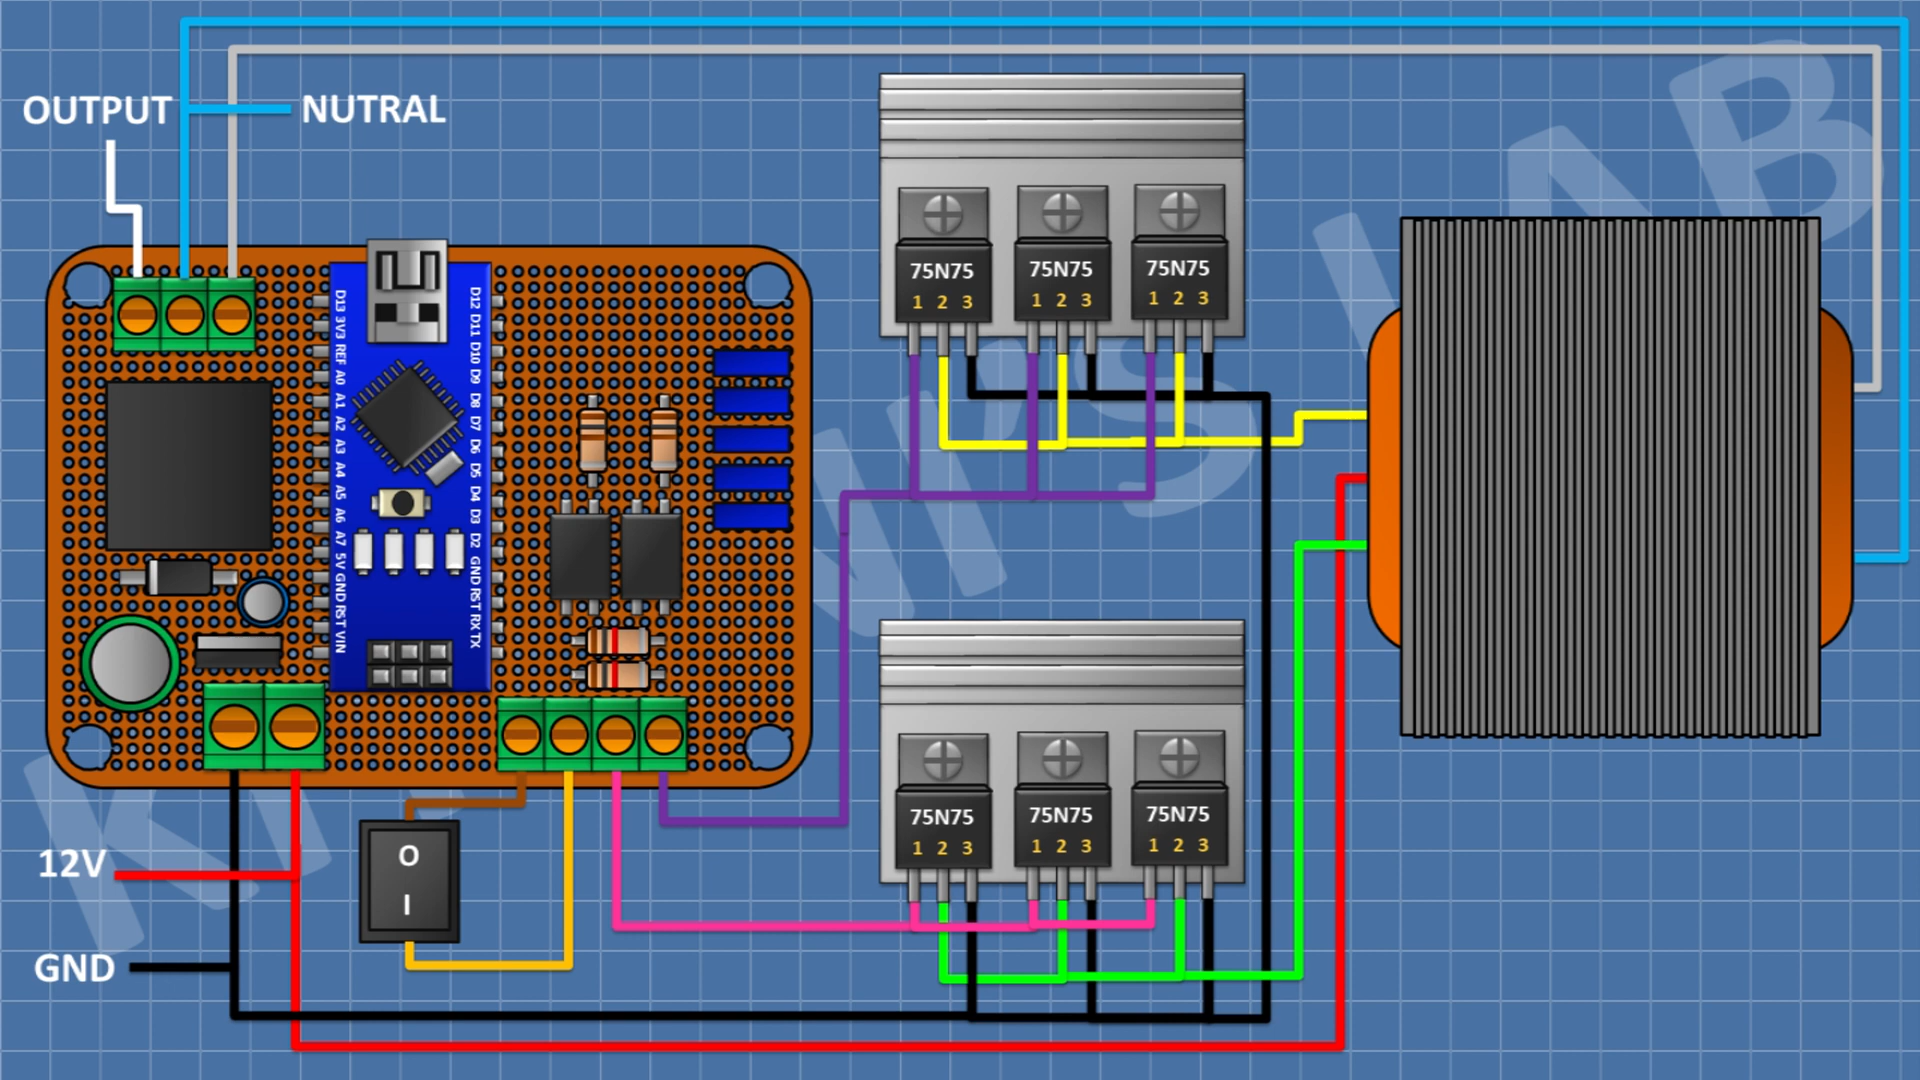 OUTPUT
NUTRAL
D13 3V3 REF A0 A1 A2 A3 A4 A5 A6 A7 5V GND RST VIN
D12 D11 D10 D9 D8 D7 D6 D5 D4 D3 D2 GND RST RX TX
75N75
1 2 3
75N75
1 2 3
75N75
1 2 3
75N75
1 2 3
75N75
1 2 3
75N75
1 2 3
O
I
12V
GND
LAB